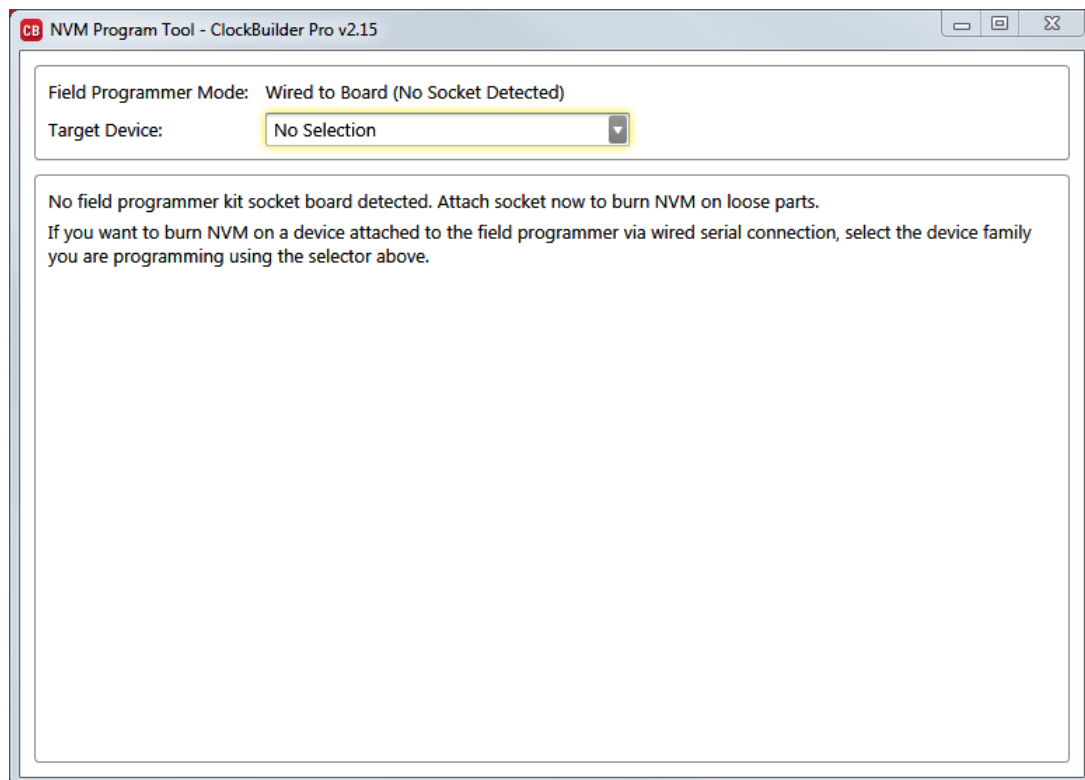 CB NVM Program Tool - ClockBuilder Pro v2.15
Field Programmer Mode: Wired to Board (No Socket Detected)
Target Device: No Selection
No field programmer kit socket board detected. Attach socket now to burn NVM on loose parts.
If you want to burn NVM on a device attached to the field programmer via wired serial connection, select the device family
you are programming using the selector above.